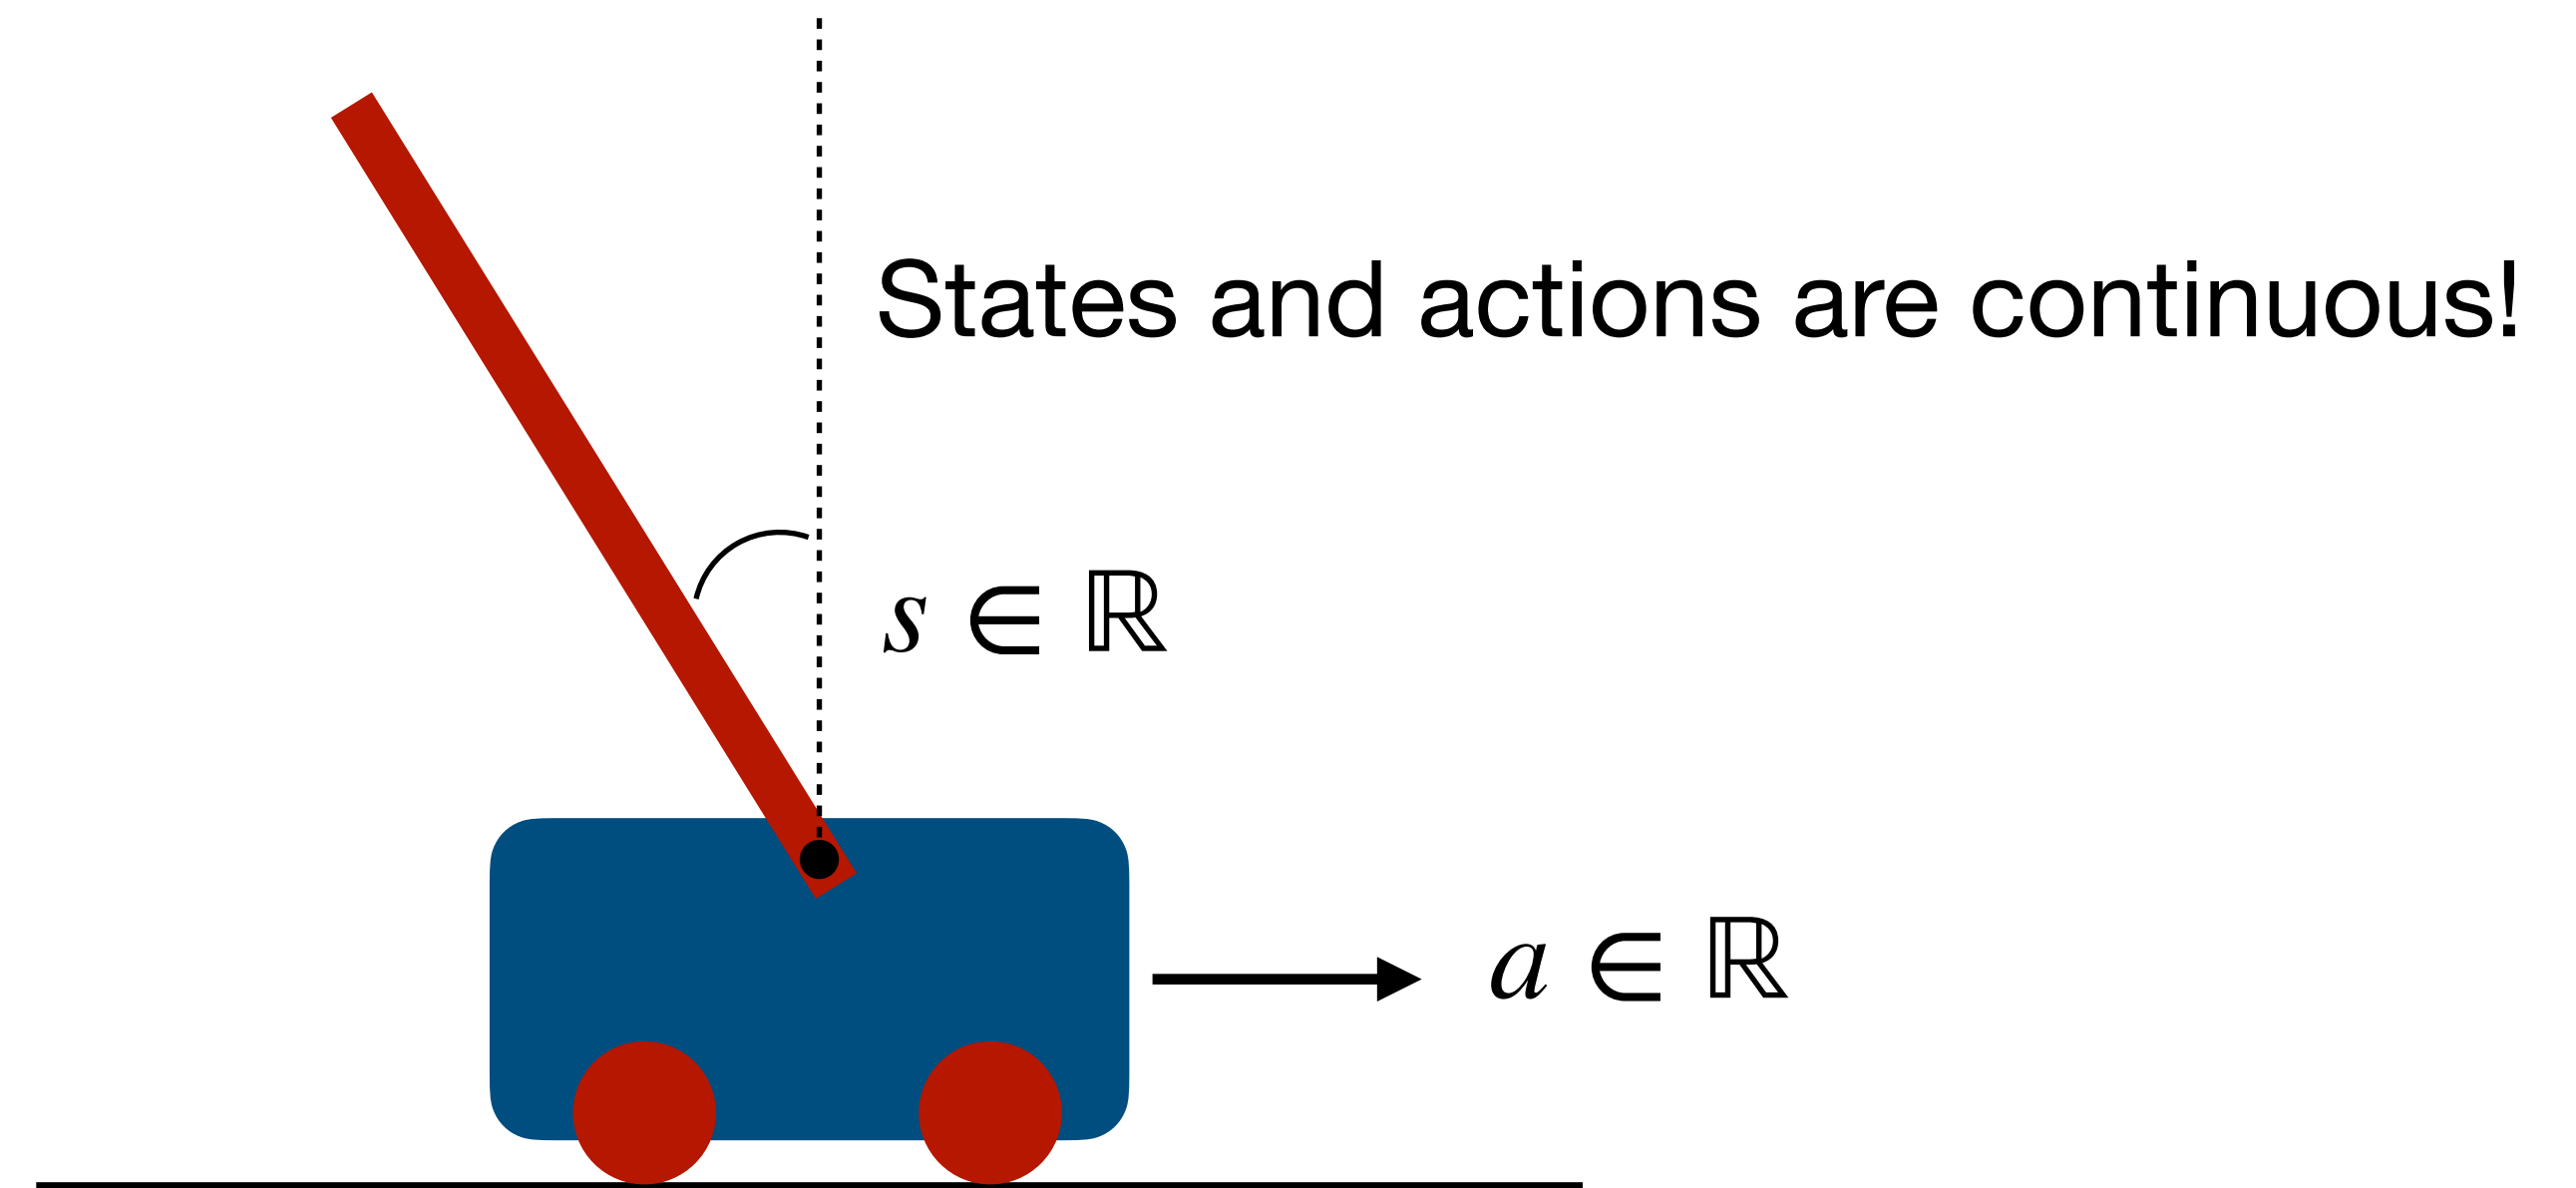 States and actions are continuous!
s ∈ ℝ
a ∈ ℝ